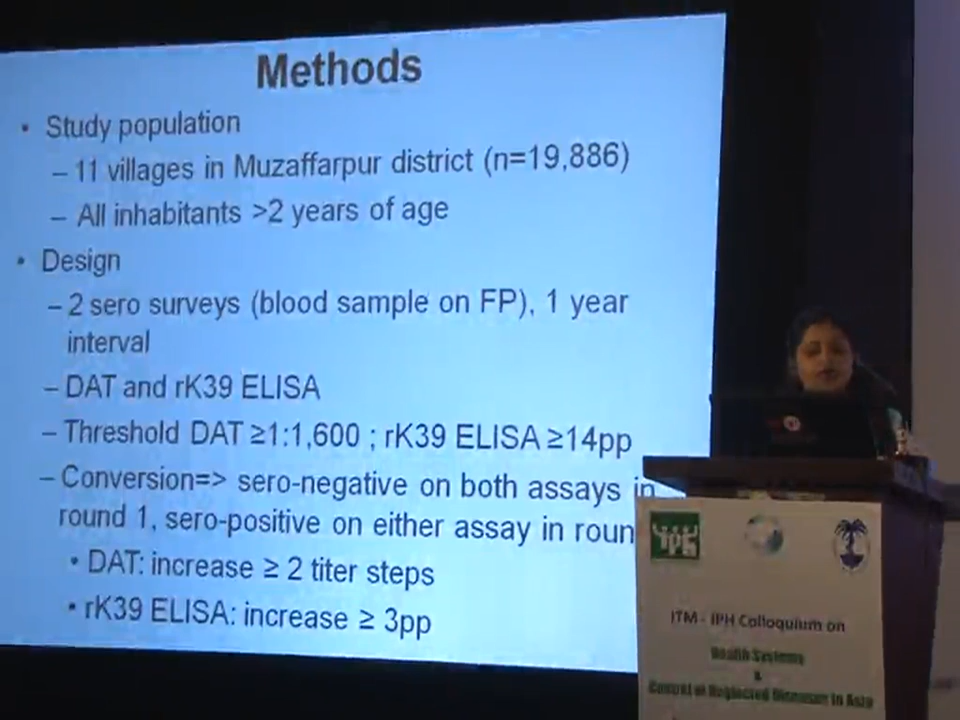 Methods
• Study population
– 11 villages in Muzaffarpur district (n=19,886)
– All inhabitants >2 years of age
• Design
– 2 sero surveys (blood sample on FP), 1 year
interval
– DAT and rK39 ELISA
– Threshold DAT ≥1:1,600 ; rK39 ELISA ≥14pp
– Conversion=> sero-negative on both assays in
round 1, sero-positive on either assay in roun
• DAT: increase ≥ 2 titer steps
• rK39 ELISA: increase ≥ 3pp
iph
ITM - IPH Colloquium on
Health Systems
&
Control of Neglected Diseases in Asia